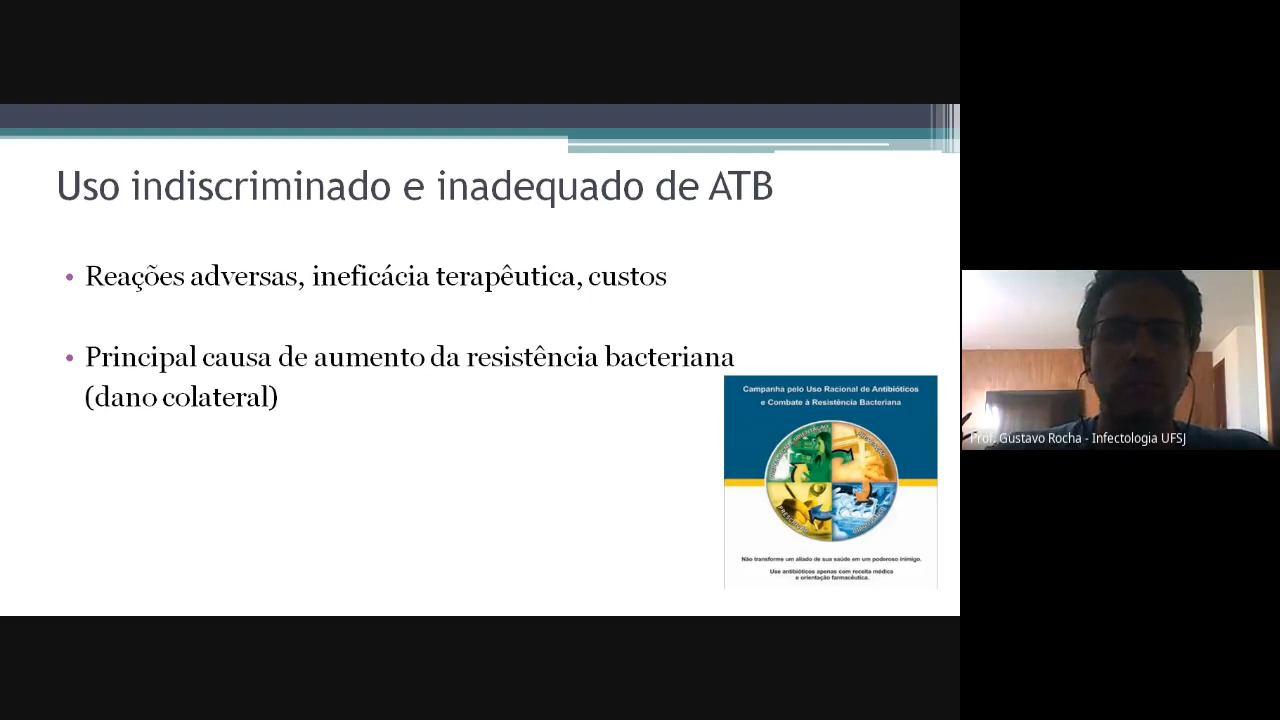 Uso indiscriminado e inadequado de ATB
• Reações adversas, ineficácia terapêutica, custos
• Principal causa de aumento da resistência bacteriana
(dano colateral)
Campanha pelo Uso Racional de Antibióticos
e Combate à Resistência Bacteriana
Não transforme um aliado de sua saúde em um poderoso inimigo.
Use antibióticos apenas com receita médica
e orientação farmacêutica.
Prof. Gustavo Rocha - Infectologia UFSJ